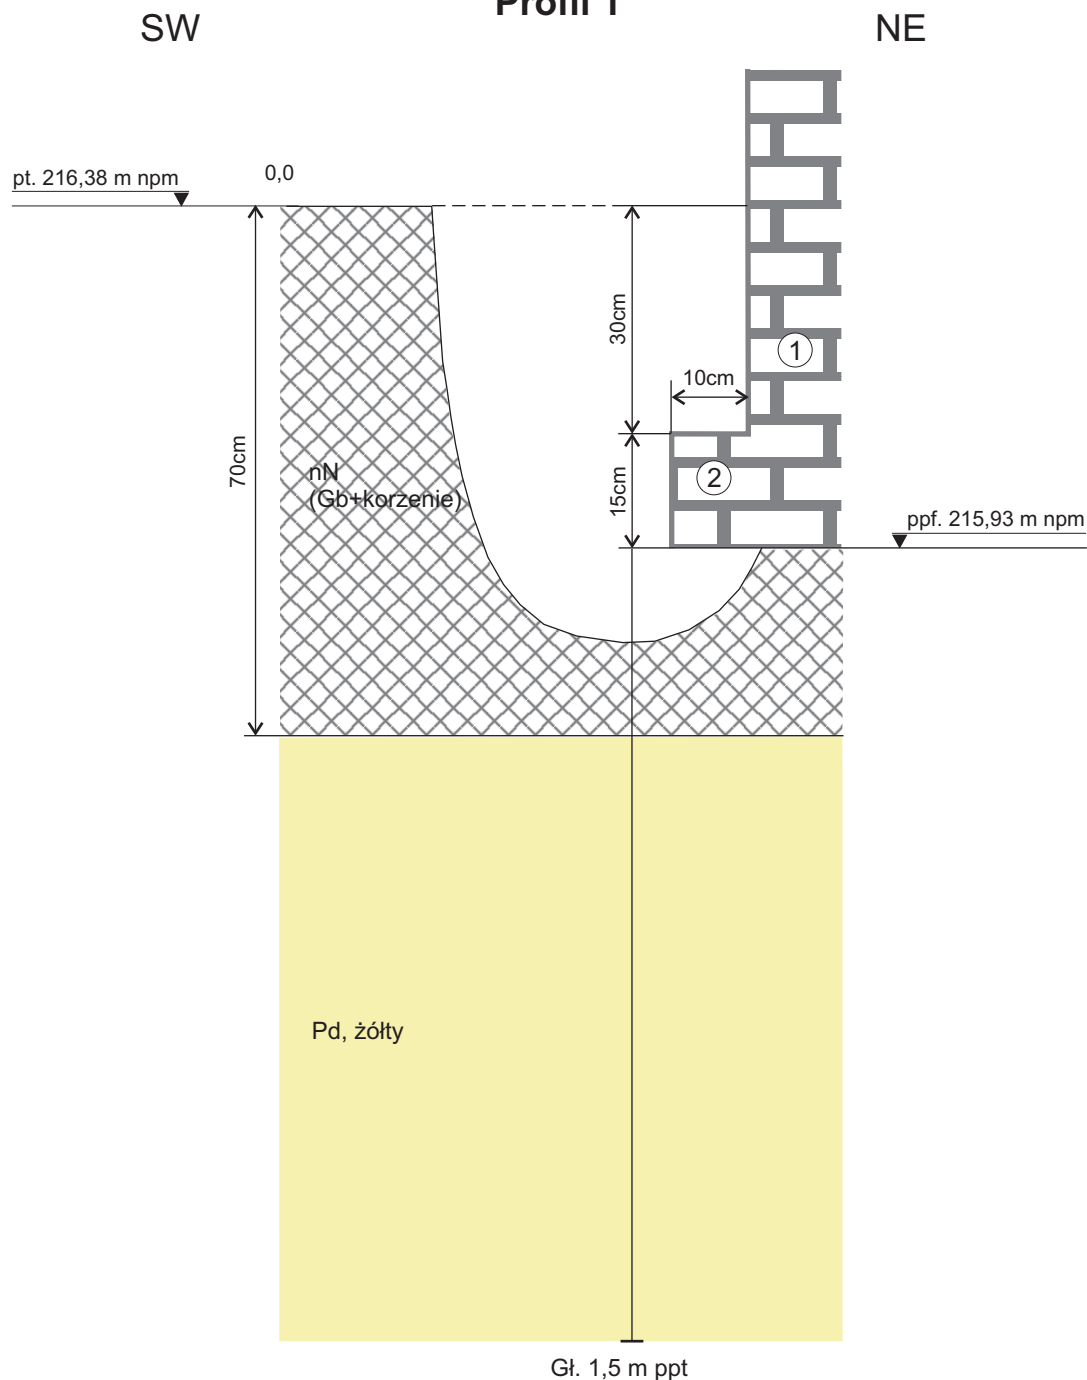 Profil 1
SW
NE
pt. 216,38 m npm
0,0
30cm
1
10cm
70cm
nN
(Gb+korzenie)
15cm
2
ppf. 215,93 m npm
Pd, żółty
Gł. 1,5 m ppt